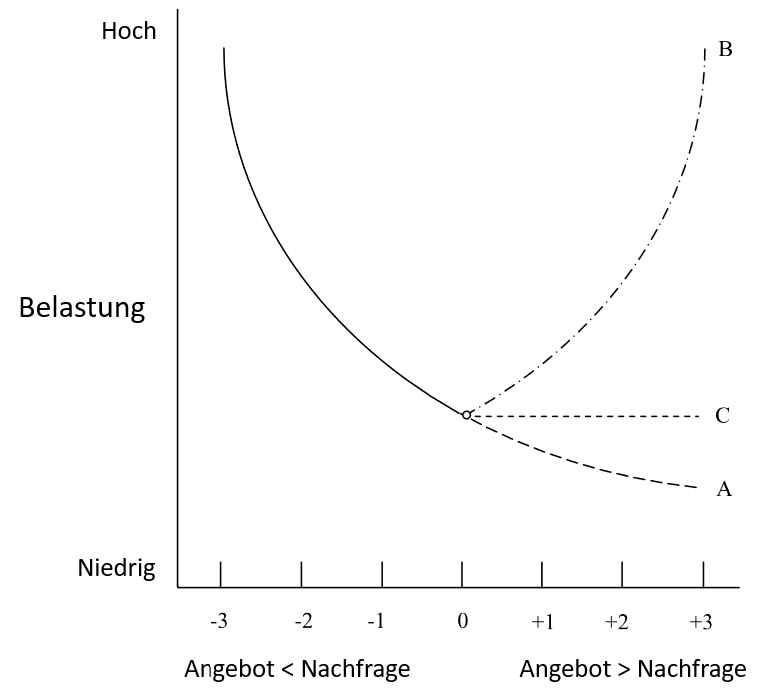 Hoch
B
Belastung
C
A
Niedrig
-3 -2 -1 0 +1 +2 +3
Angebot < Nachfrage Angebot > Nachfrage